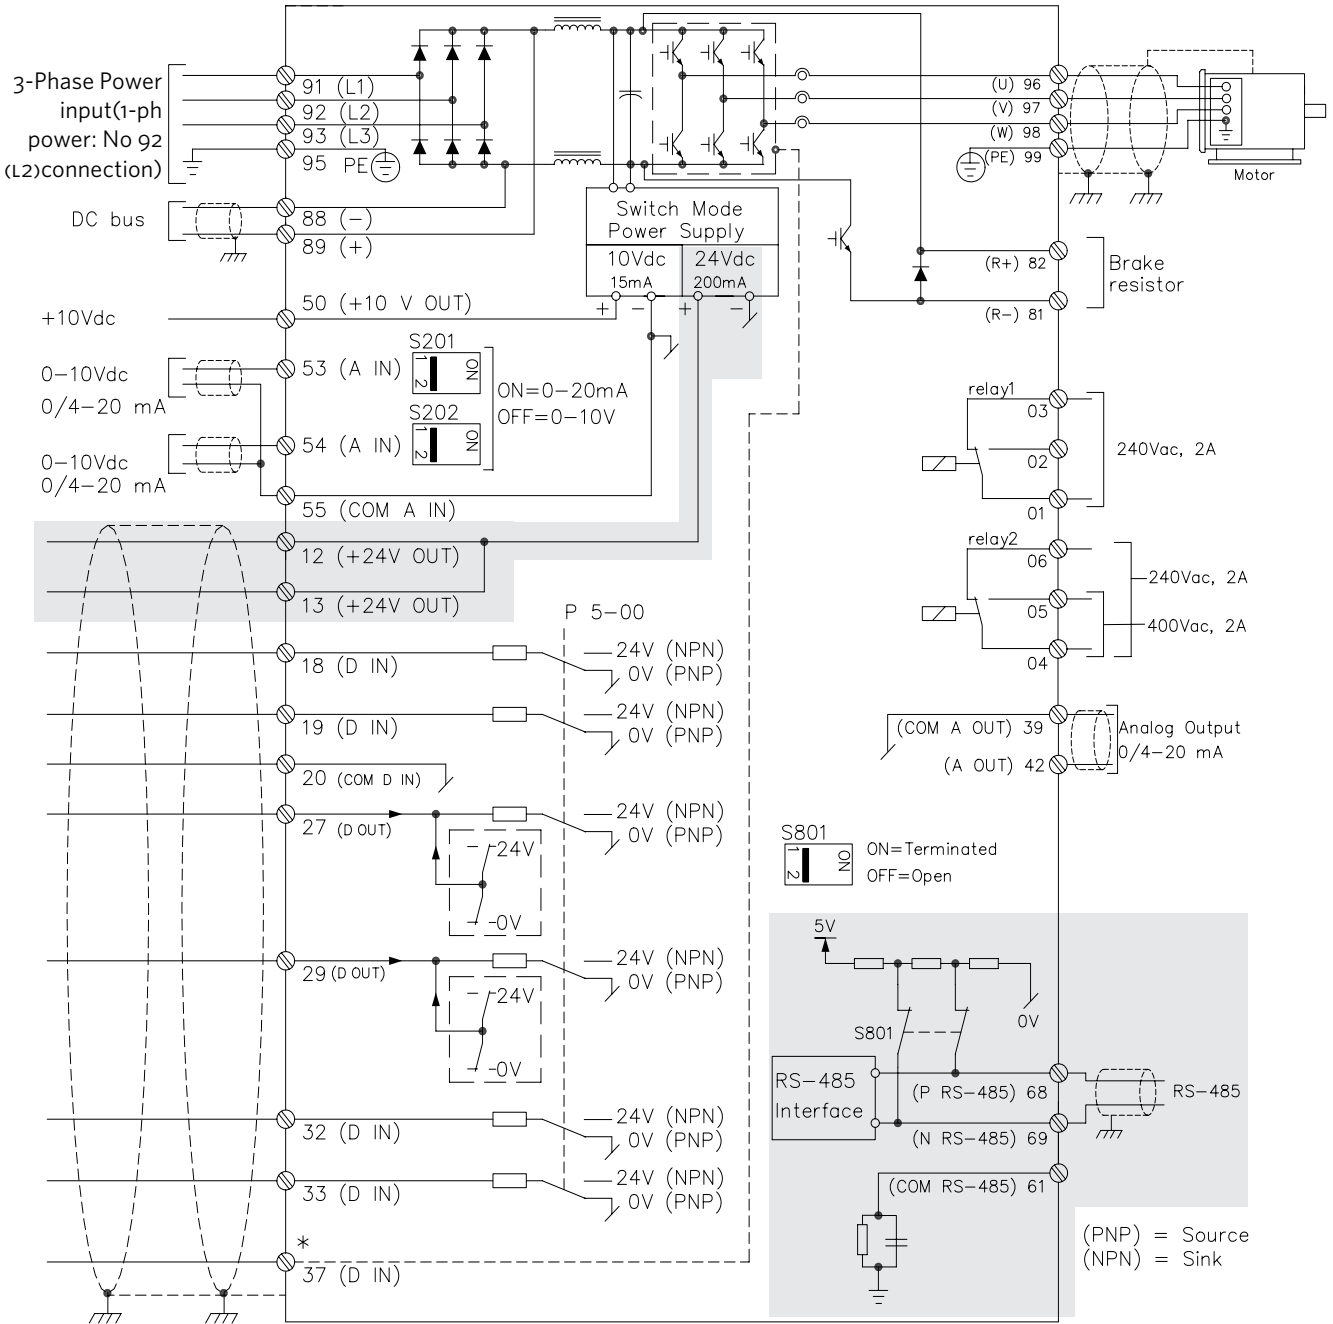 3-Phase Power
input(1-ph
power: No 92
(L2)connection)
91 (L1)
92 (L2)
93 (L3)
95 PE
DC bus
88 (−)
89 (+)
Switch Mode
Power Supply
10Vdc
15mA
24Vdc
200mA
+ − + −
+10Vdc
50 (+10 V OUT)
0−10Vdc
0/4−20 mA
53 (A IN)
S201
1 2
ON
ON=0−20mA
OFF=0−10V
S202
1 2
ON
0−10Vdc
0/4−20 mA
54 (A IN)
55 (COM A IN)
12 (+24V OUT)
13 (+24V OUT)
P 5-00
18 (D IN)
24V (NPN)
0V (PNP)
19 (D IN)
24V (NPN)
0V (PNP)
20 (COM D IN)
27 (D OUT)
24V (NPN)
0V (PNP)
24V
0V
29 (D OUT)
24V (NPN)
0V (PNP)
24V
0V
32 (D IN)
24V (NPN)
0V (PNP)
33 (D IN)
24V (NPN)
0V (PNP)
*
37 (D IN)
(U) 96
(V) 97
(W) 98
(PE) 99
Motor
(R+) 82
Brake
resistor
(R−) 81
relay1
03
02
240Vac, 2A
01
relay2
06
240Vac, 2A
05
400Vac, 2A
04
(COM A OUT) 39
Analog Output
0/4−20 mA
(A OUT) 42
S801
1 2
ON
ON=Terminated
OFF=Open
5V
0V
S801
RS−485
Interface
(P RS−485) 68
RS−485
(N RS−485) 69
(COM RS−485) 61
(PNP) = Source
(NPN) = Sink